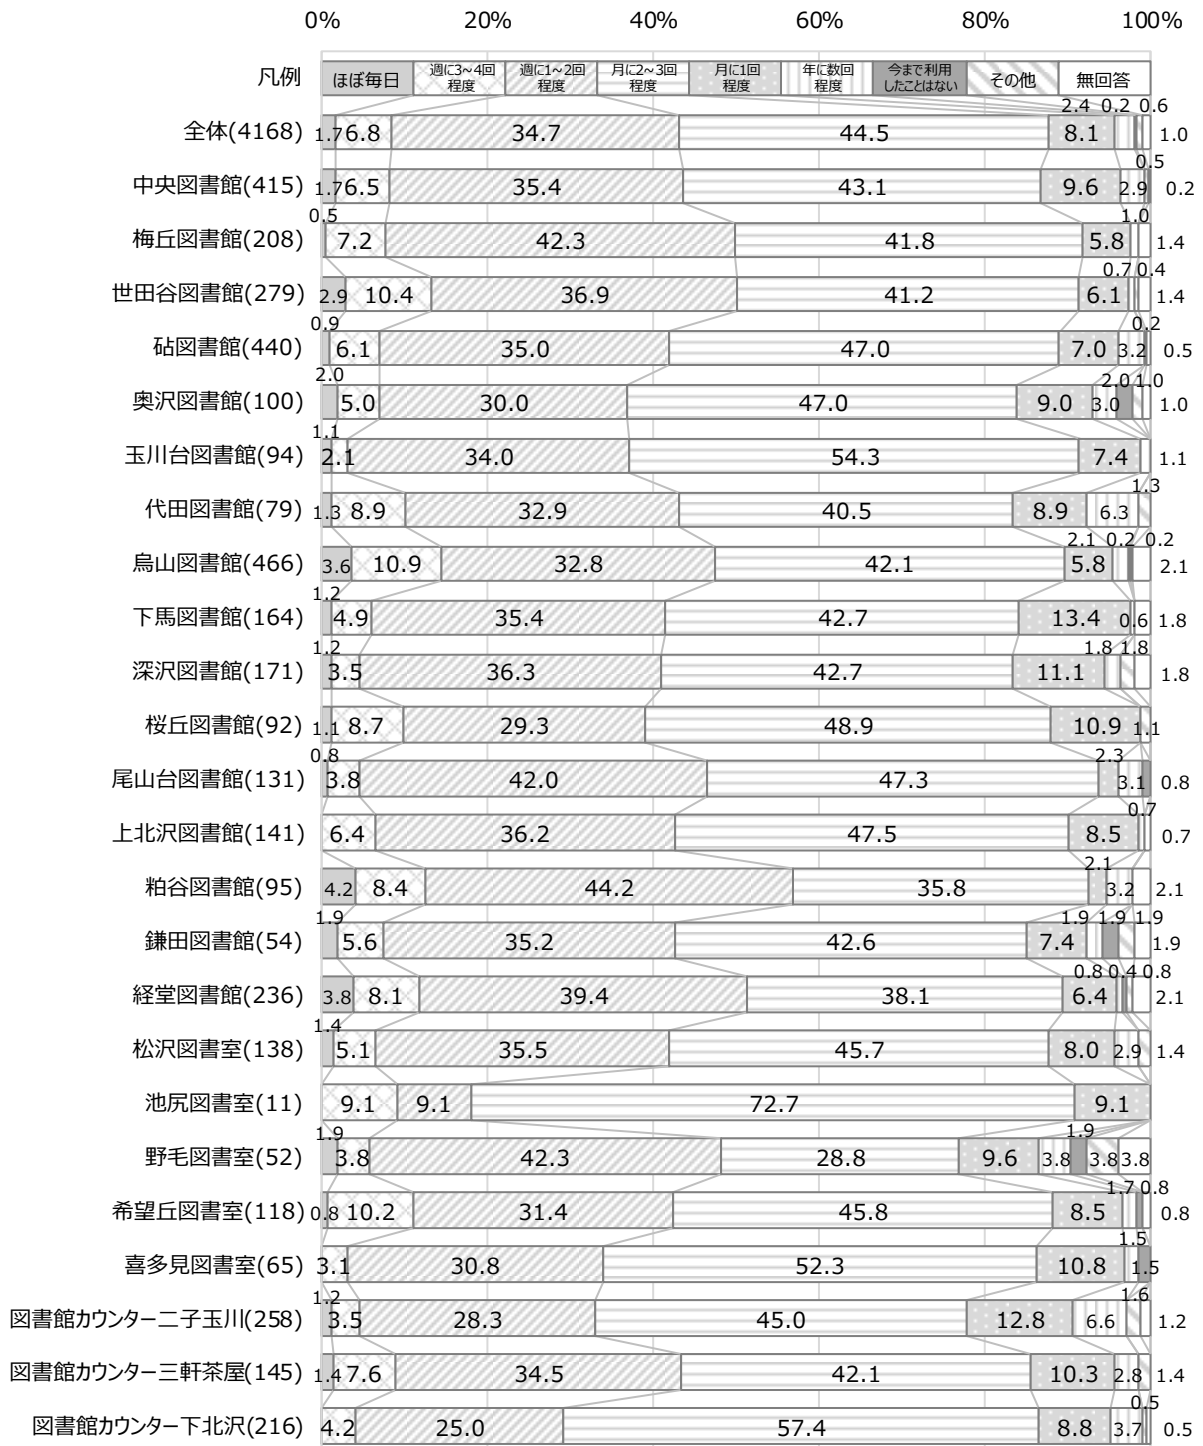 0% 20% 40% 60% 80% 100%
凡例 ほぼ毎日 週に3~4回程度 週に1~2回程度 月に2~3回程度 月に1回程度 年に数回程度 今まで利用したことはない その他 無回答
2.4 0.2 0.6
全体(4168) 1.7 6.8 34.7 44.5 8.1 1.0
0.5
中央図書館(415) 1.7 6.5 35.4 43.1 9.6 2.9 0.2
0.5 1.0
梅丘図書館(208) 7.2 42.3 41.8 5.8 1.4
0.7 0.4
世田谷図書館(279) 2.9 10.4 36.9 41.2 6.1 1.4
0.9 0.2
砧図書館(440) 6.1 35.0 47.0 7.0 3.2 0.5
2.0 2.0 1.0
奥沢図書館(100) 5.0 30.0 47.0 9.0 3.0 1.0
1.1
玉川台図書館(94) 2.1 34.0 54.3 7.4 1.1
1.3
代田図書館(79) 1.3 8.9 32.9 40.5 8.9 6.3
2.1 0.2 0.2
烏山図書館(466) 3.6 10.9 32.8 42.1 5.8 2.1
1.2
下馬図書館(164) 4.9 35.4 42.7 13.4 0.6 1.8
1.2 1.8 1.8
深沢図書館(171) 3.5 36.3 42.7 11.1 1.8
桜丘図書館(92) 1.1 8.7 29.3 48.9 10.9 1.1
0.8 2.3
尾山台図書館(131) 3.8 42.0 47.3 3.1 0.8
0.7
上北沢図書館(141) 6.4 36.2 47.5 8.5 0.7
2.1
粕谷図書館(95) 4.2 8.4 44.2 35.8 3.2 2.1
1.9 1.9 1.9 1.9
鎌田図書館(54) 5.6 35.2 42.6 7.4 1.9
0.8 0.4 0.8
経堂図書館(236) 3.8 8.1 39.4 38.1 6.4 2.1
1.4
松沢図書室(138) 5.1 35.5 45.7 8.0 2.9 1.4
池尻図書室(11) 9.1 9.1 72.7 9.1
1.9 1.9
野毛図書室(52) 3.8 42.3 28.8 9.6 3.8 3.8 3.8
1.7 0.8
希望丘図書室(118) 0.8 10.2 31.4 45.8 8.5 0.8
1.5
喜多見図書室(65) 3.1 30.8 52.3 10.8 1.5
1.2 1.6
図書館カウンター二子玉川(258) 3.5 28.3 45.0 12.8 6.6 1.2
図書館カウンター三軒茶屋(145) 1.4 7.6 34.5 42.1 10.3 2.8 1.4
0.5
図書館カウンター下北沢(216) 4.2 25.0 57.4 8.8 3.7 0.5